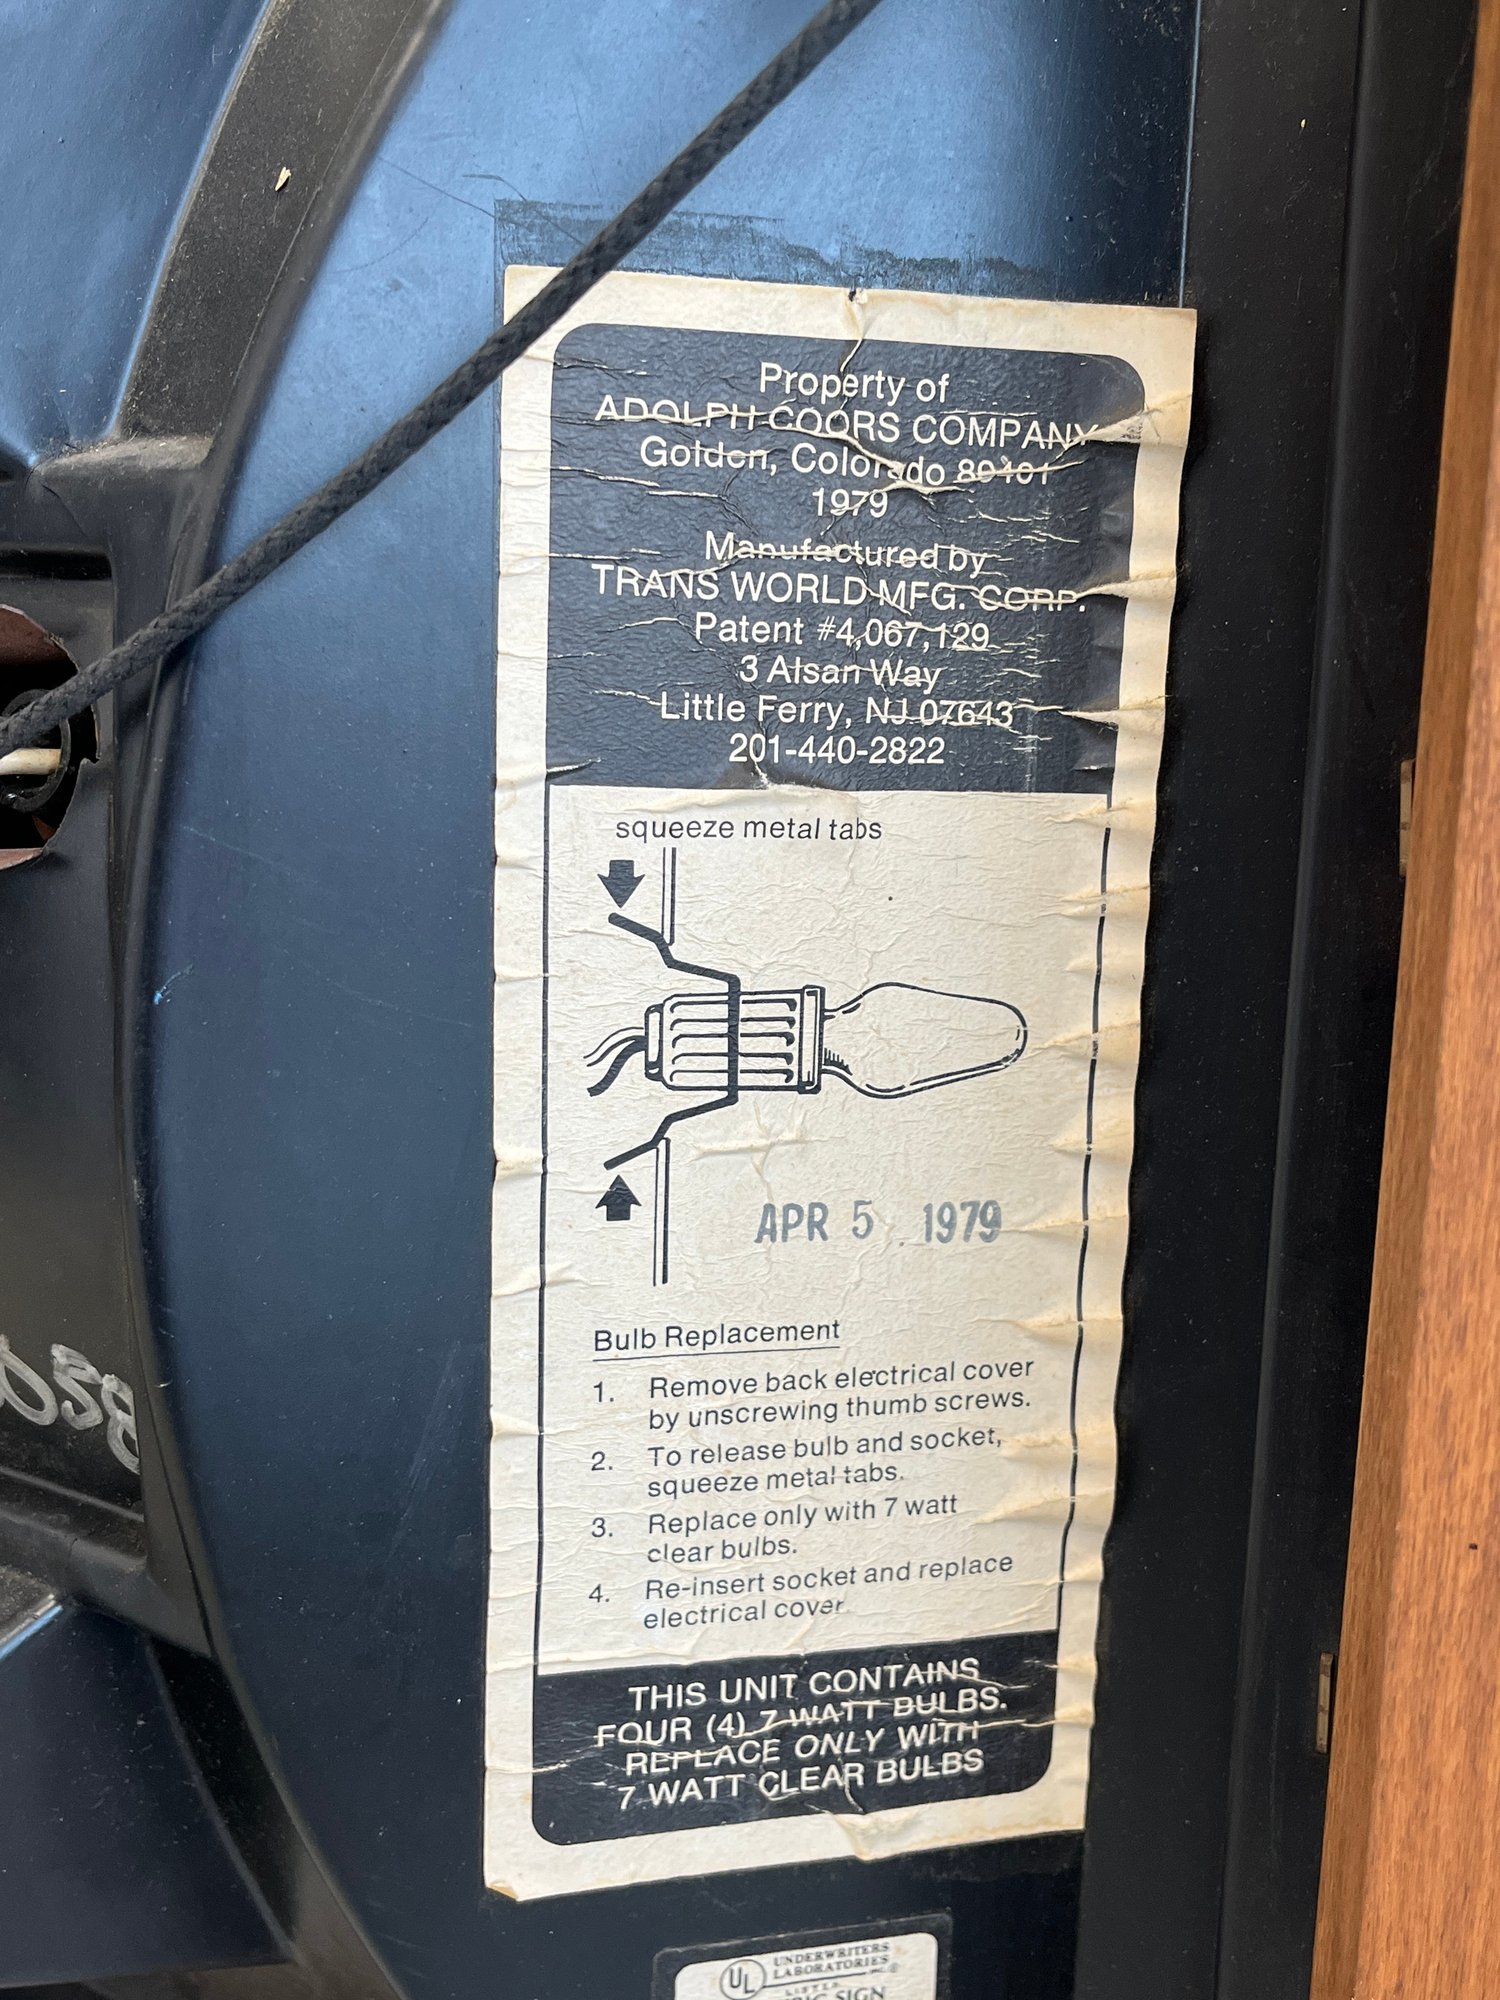 Property of
ADOLPH COORS COMPANY
Golden, Colorado 80401
1979
Manufactured by
TRANS WORLD MFG. CORP.
Patent #4,067,129
3 Alsan Way
Little Ferry, NJ 07643
201-440-2822
squeeze metal tabs
APR 5 1979
Bulb Replacement
1. Remove back electrical cover
by unscrewing thumb screws.
2. To release bulb and socket,
squeeze metal tabs.
3. Replace only with 7 watt
clear bulbs.
4. Re-insert socket and replace
electrical cover.
THIS UNIT CONTAINS
FOUR (4) 7 WATT BULBS.
REPLACE ONLY WITH
7 WATT CLEAR BULBS
UL
UNDERWRITERS
LABORATORIES
SIGN